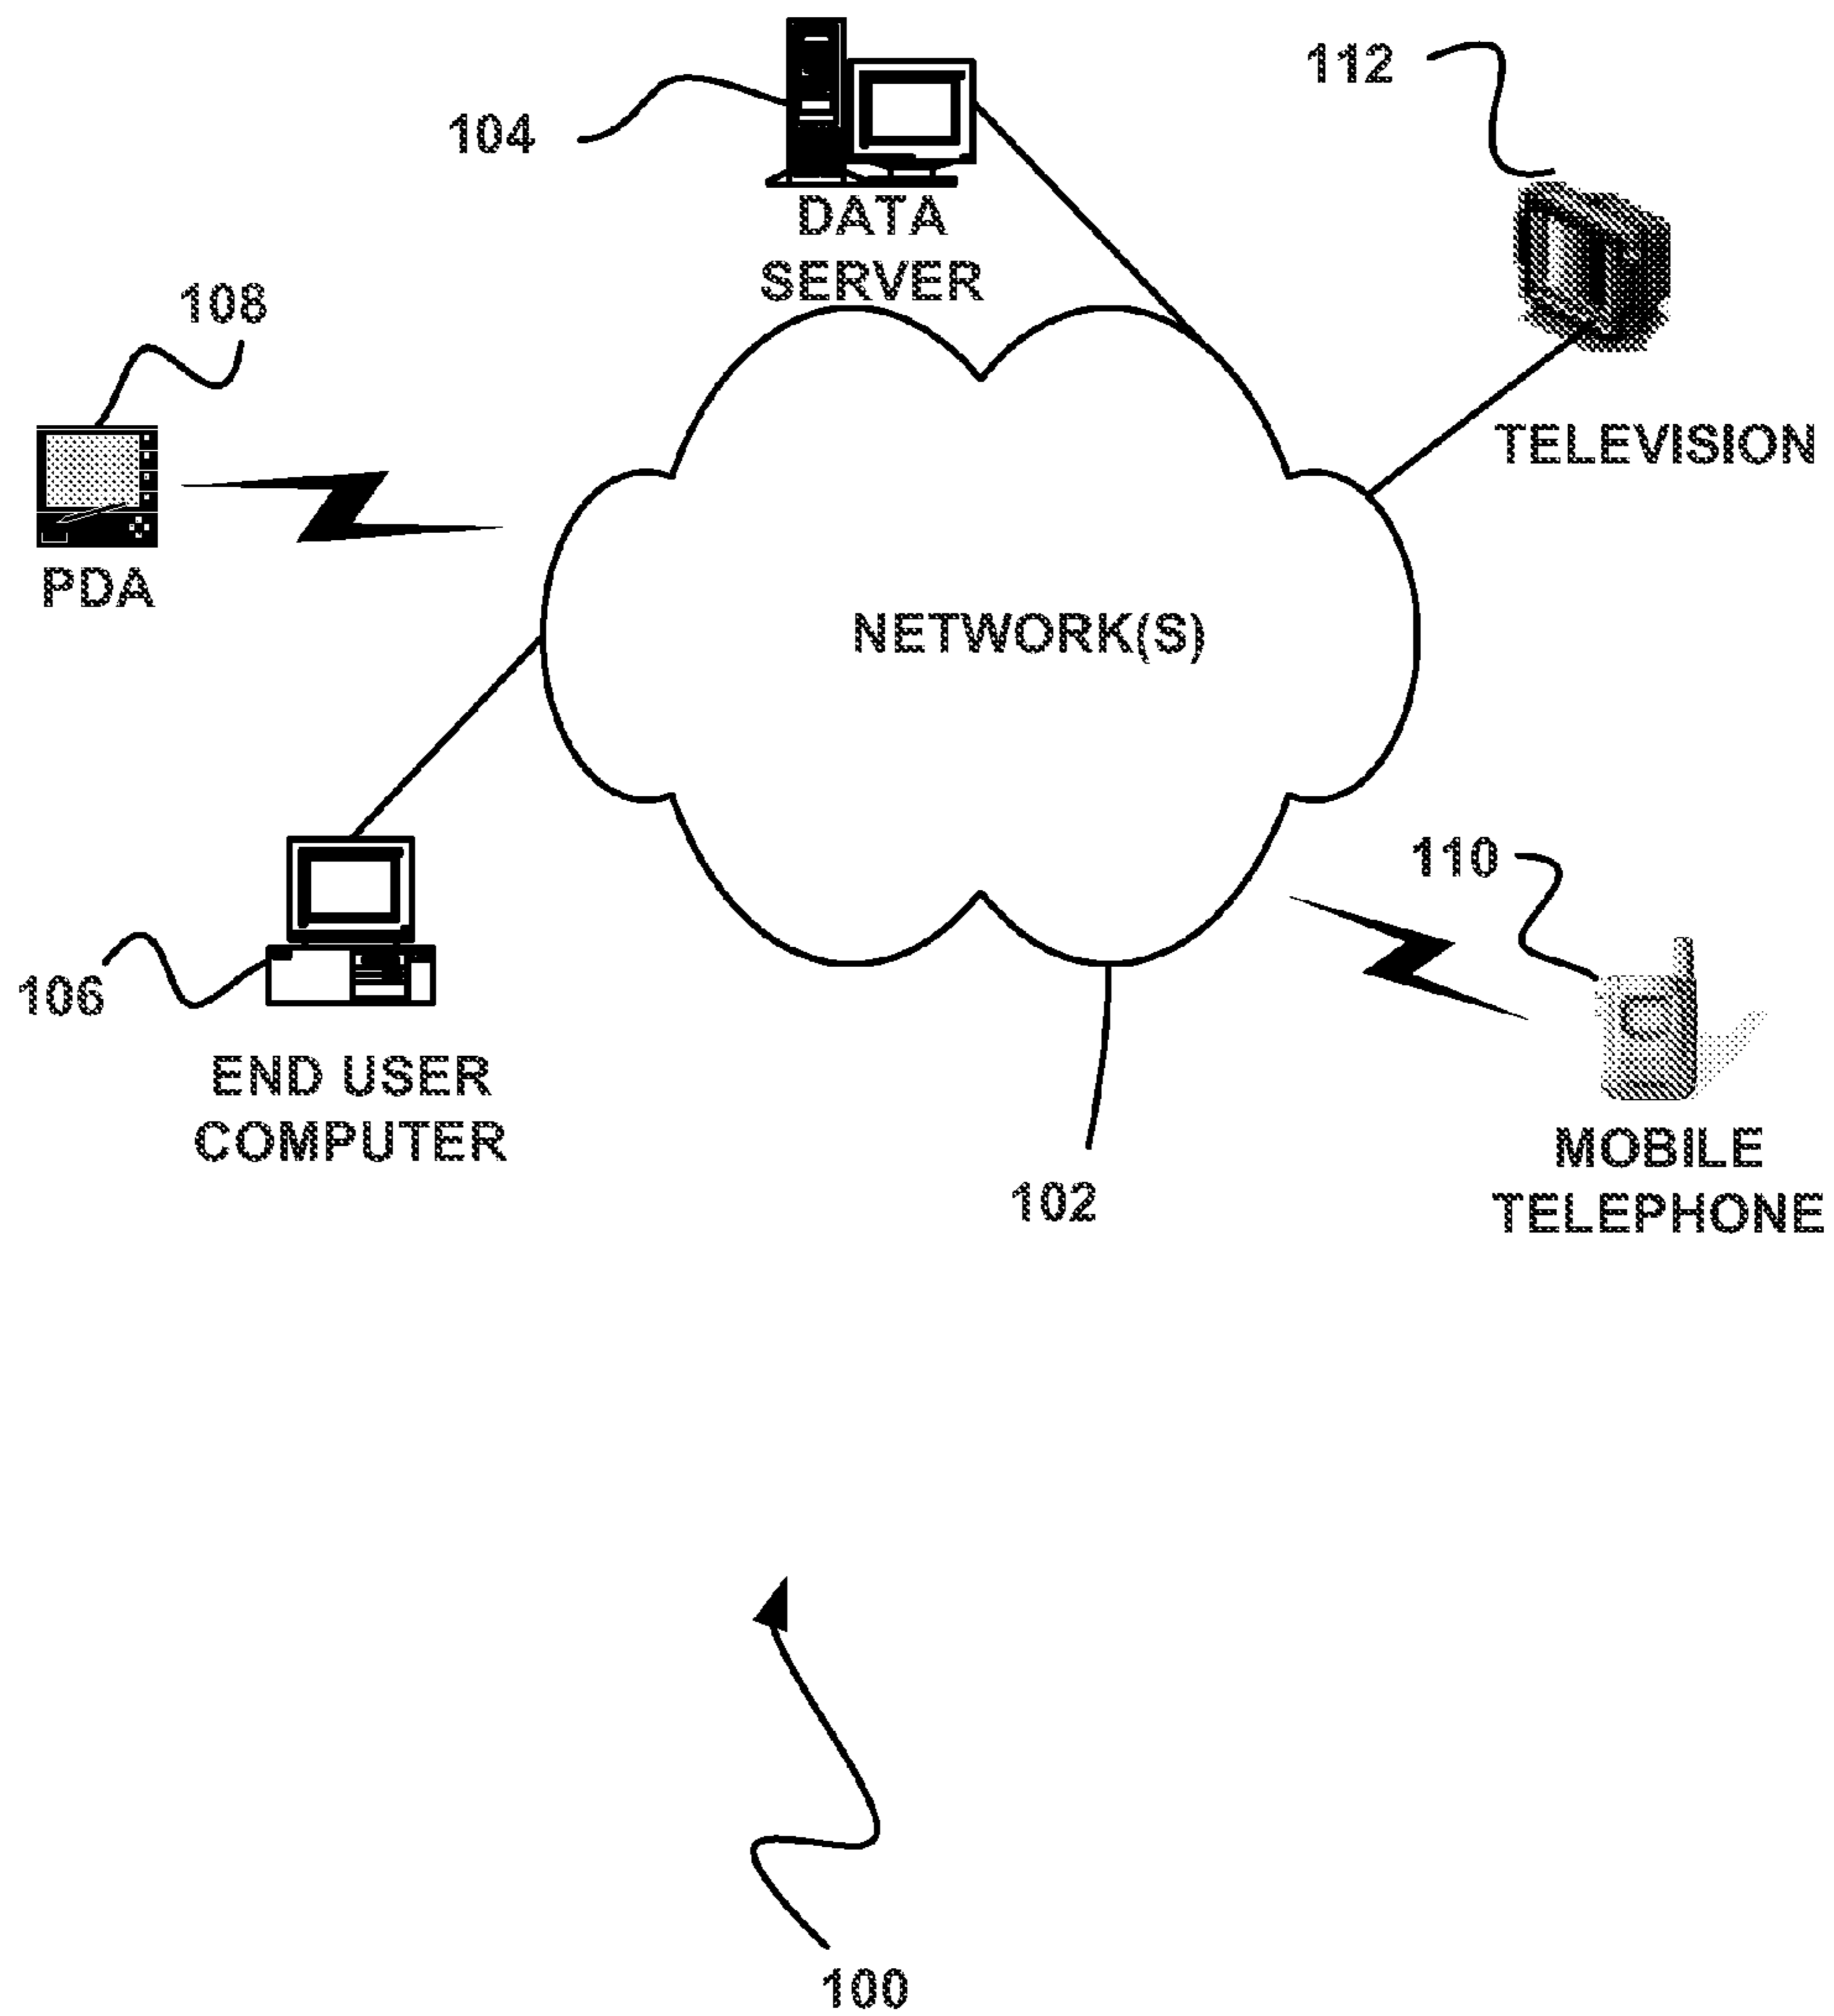 112
104
DATA
SERVER
108
TELEVISION
PDA
NETWORK(S)
110
106
END USER
COMPUTER
102
MOBILE
TELEPHONE
100